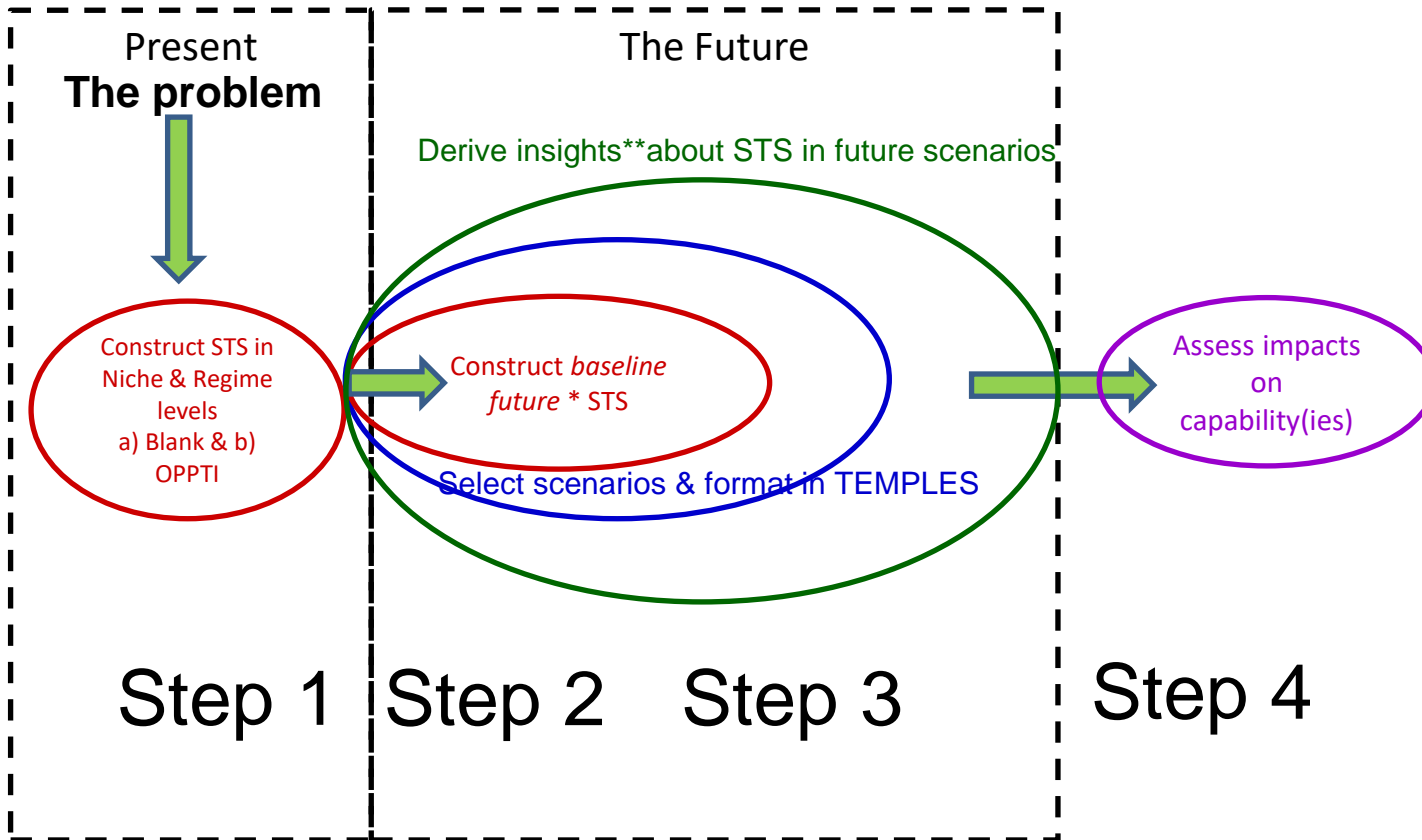 Present
The problem
The Future
Derive insights**about STS in future scenarios
Construct STS in
Niche & Regime
levels
a) Blank & b)
OPPTI
Construct baseline
future * STS
Select scenarios & format in TEMPLES
Assess impacts
on
capability(ies)
Step 1
Step 2
Step 3
Step 4